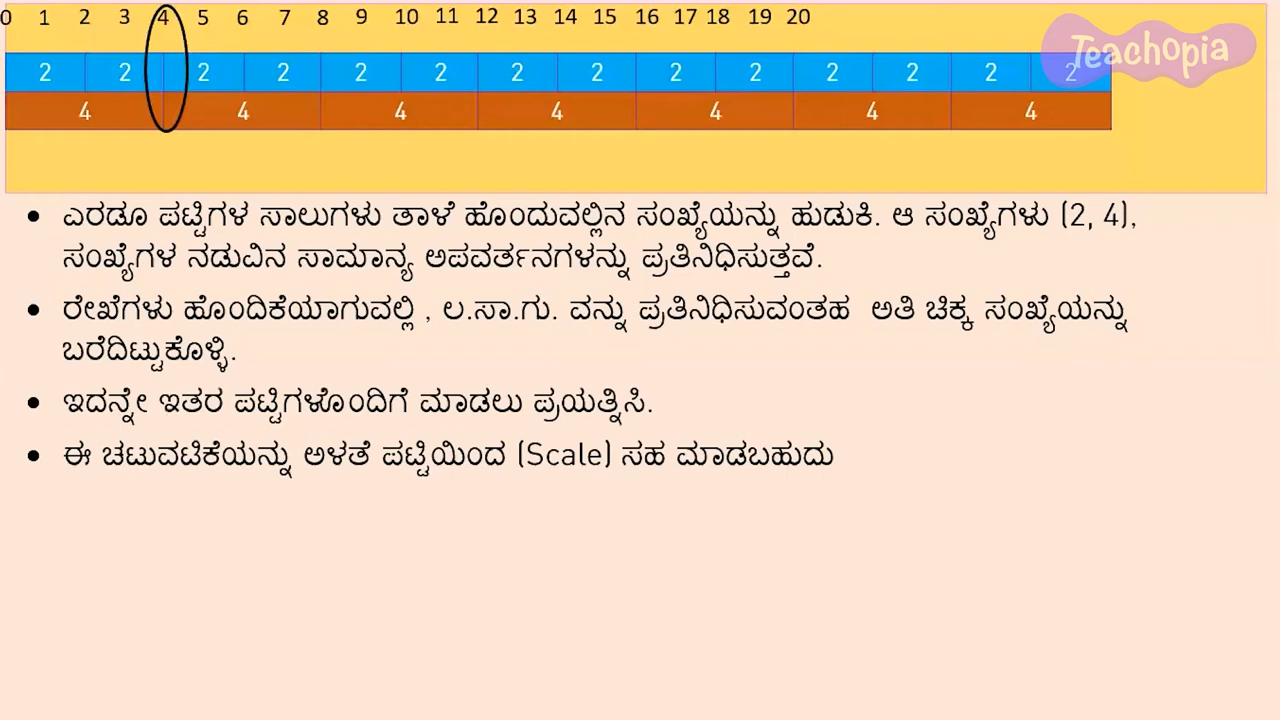 0 1 2 3 4 5 6 7 8 9 10 11 12 13 14 15 16 17 18 19 20
Teachopia
2 2 2 2 2 2 2 2 2 2 2 2 2 2
4 4 4 4 4 4 4
• ಎರಡೂ ಪಟ್ಟಿಗಳ ಸಾಲುಗಳು ತಾಳೆ ಹೊಂದುವಲ್ಲಿನ ಸಂಖ್ಯೆಯನ್ನು ಹುಡುಕಿ. ಆ ಸಂಖ್ಯೆಗಳು (2, 4),
ಸಂಖ್ಯೆಗಳ ನಡುವಿನ ಸಾಮಾನ್ಯ ಅಪವರ್ತನಗಳನ್ನು ಪ್ರತಿನಿಧಿಸುತ್ತವೆ.
• ರೇಖೆಗಳು ಹೊಂದಿಕೆಯಾಗುವಲ್ಲಿ , ಲ.ಸಾ.ಗು. ವನ್ನು ಪ್ರತಿನಿಧಿಸುವಂತಹ ಅತಿ ಚಿಕ್ಕ ಸಂಖ್ಯೆಯನ್ನು
ಬರೆದಿಟ್ಟುಕೊಳ್ಳಿ.
• ಇದನ್ನೇ ಇತರ ಪಟ್ಟಿಗಳೊಂದಿಗೆ ಮಾಡಲು ಪ್ರಯತ್ನಿಸಿ.
• ಈ ಚಟುವಟಿಕೆಯನ್ನು ಅಳತೆ ಪಟ್ಟಿಯಿಂದ (Scale) ಸಹ ಮಾಡಬಹುದು